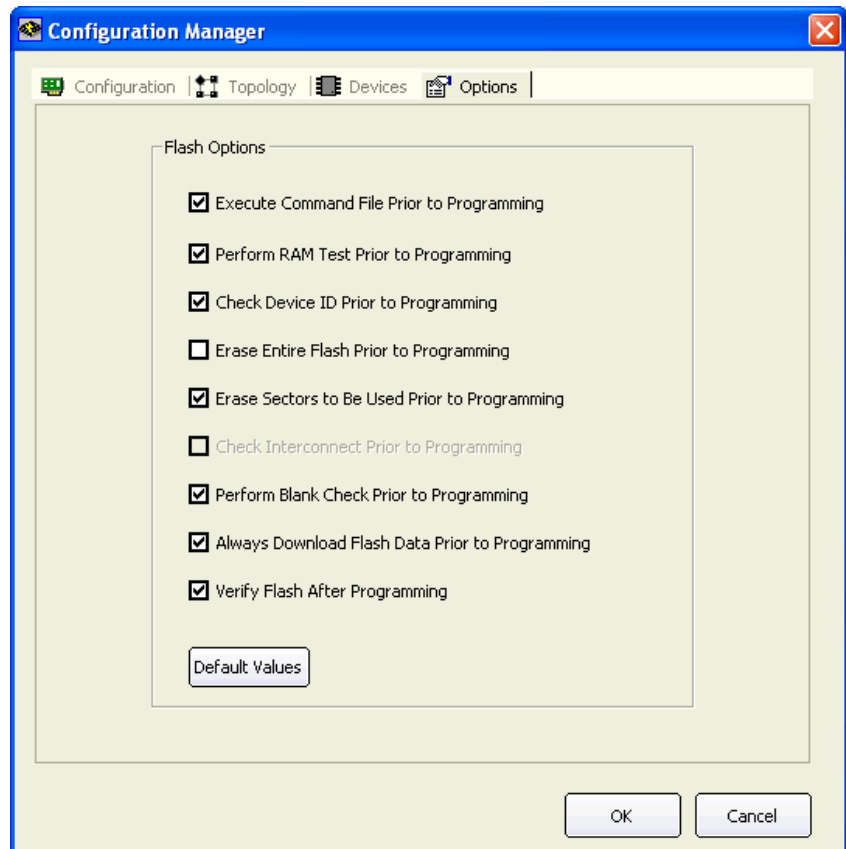 Configuration Manager
Configuration Topology Devices Options
Flash Options
Execute Command File Prior to Programming
Perform RAM Test Prior to Programming
Check Device ID Prior to Programming
Erase Entire Flash Prior to Programming
Erase Sectors to Be Used Prior to Programming
Check Interconnect Prior to Programming
Perform Blank Check Prior to Programming
Always Download Flash Data Prior to Programming
Verify Flash After Programming
Default Values
OK Cancel